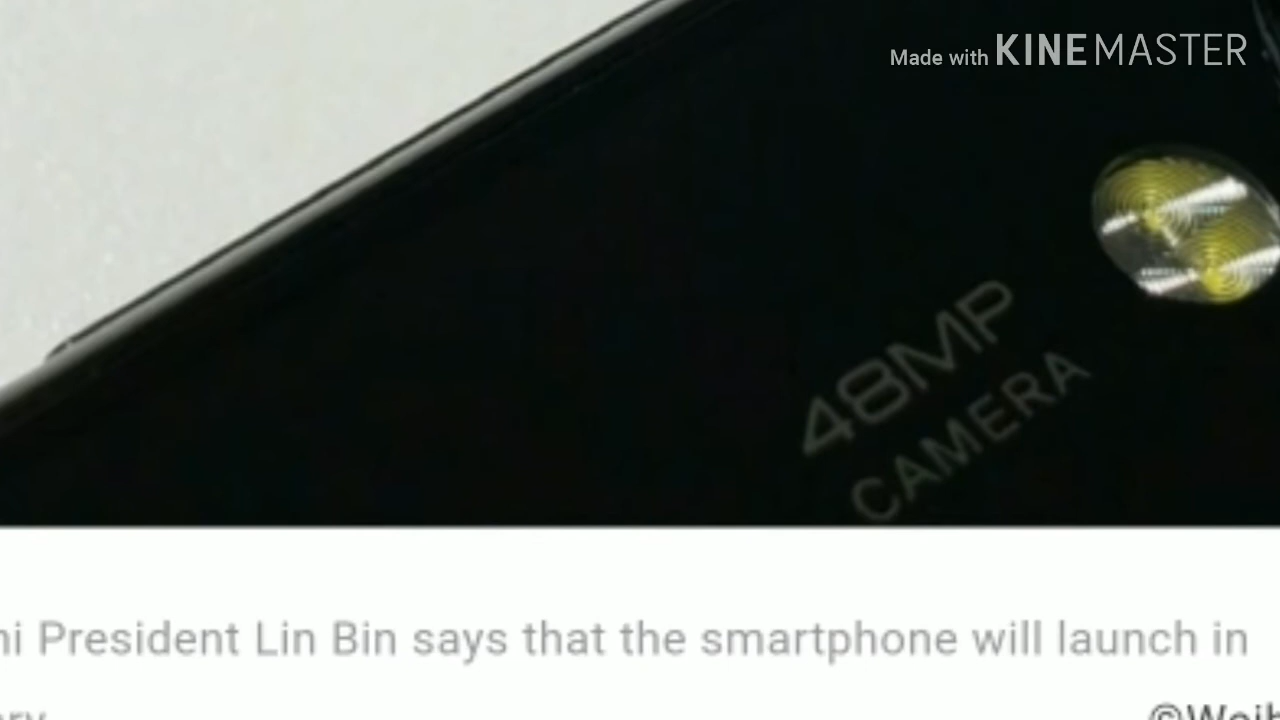 Made with KINEMASTER
48MP
CAMERA
President Lin Bin says that the smartphone will launch in